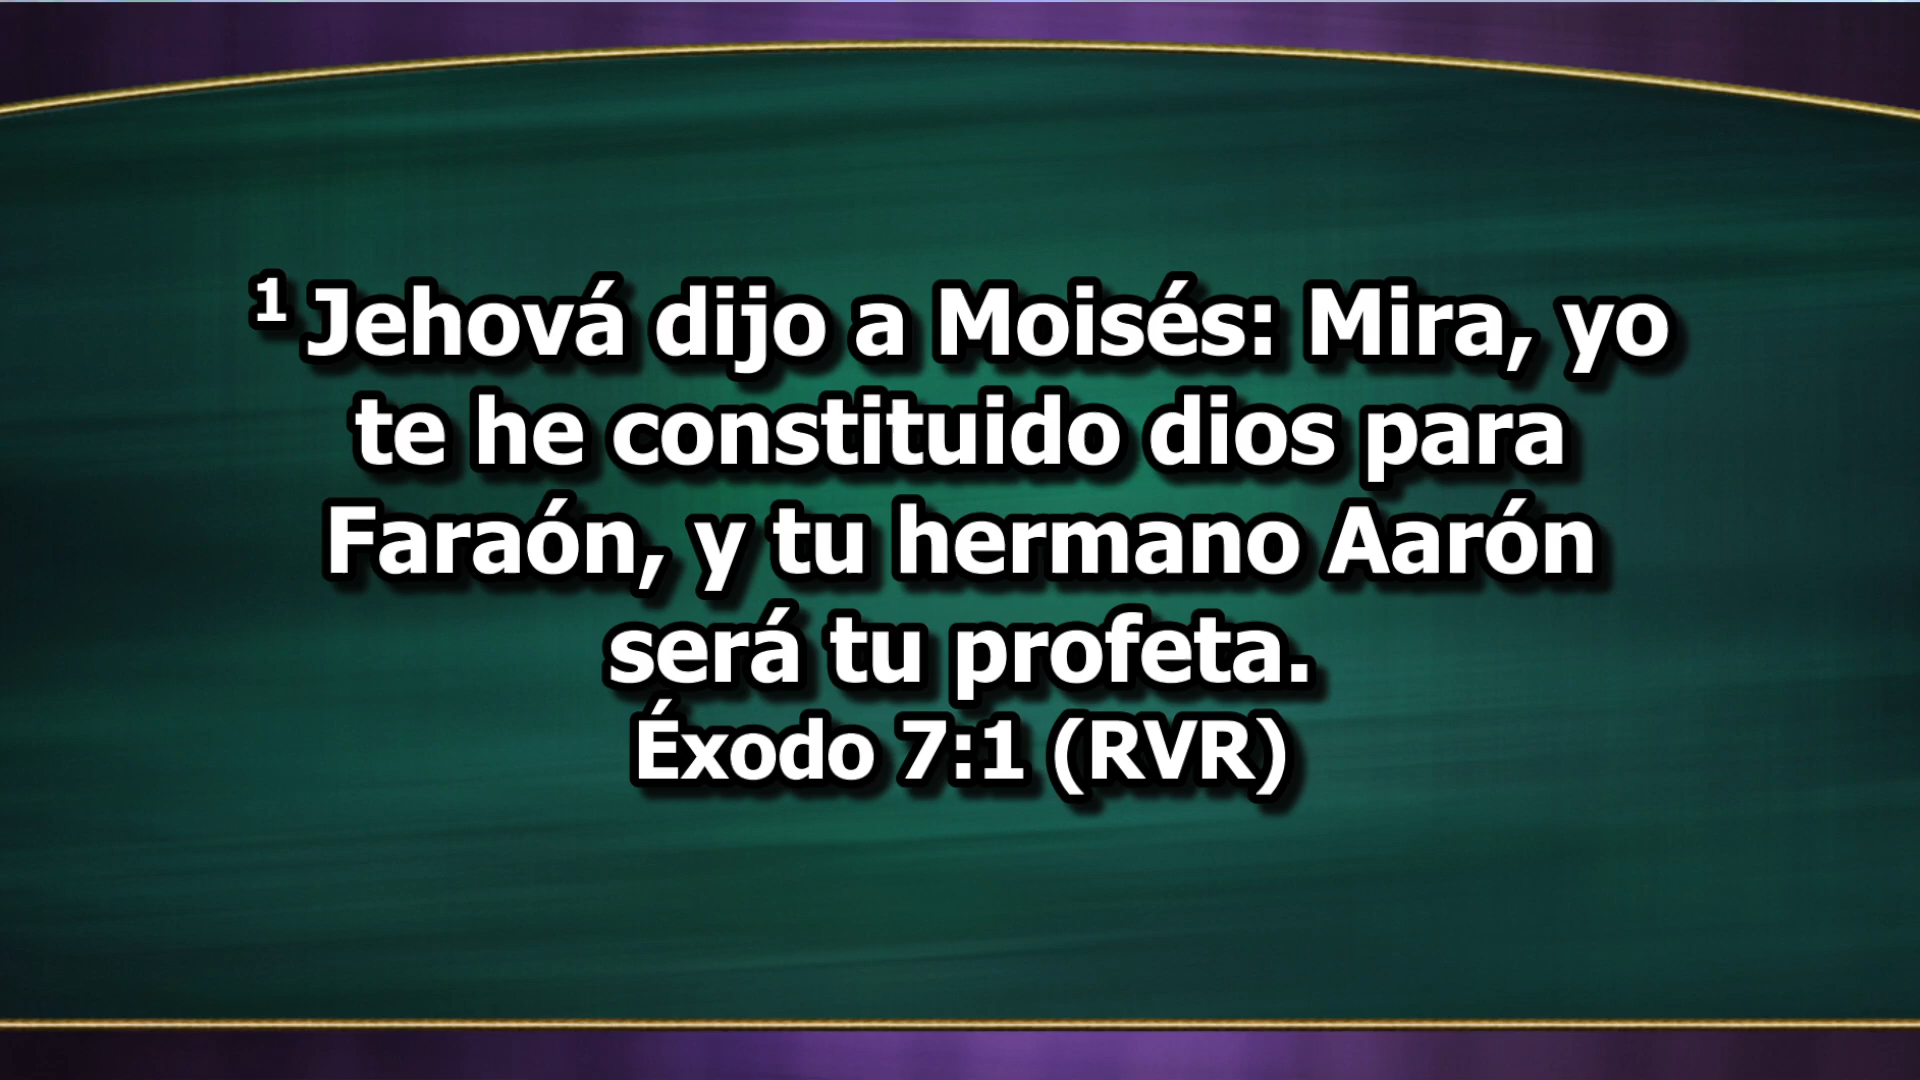 1 Jehová dijo a Moisés: Mira, yo
te he constituido dios para
Faraón, y tu hermano Aarón
será tu profeta.
Éxodo 7:1 (RVR)